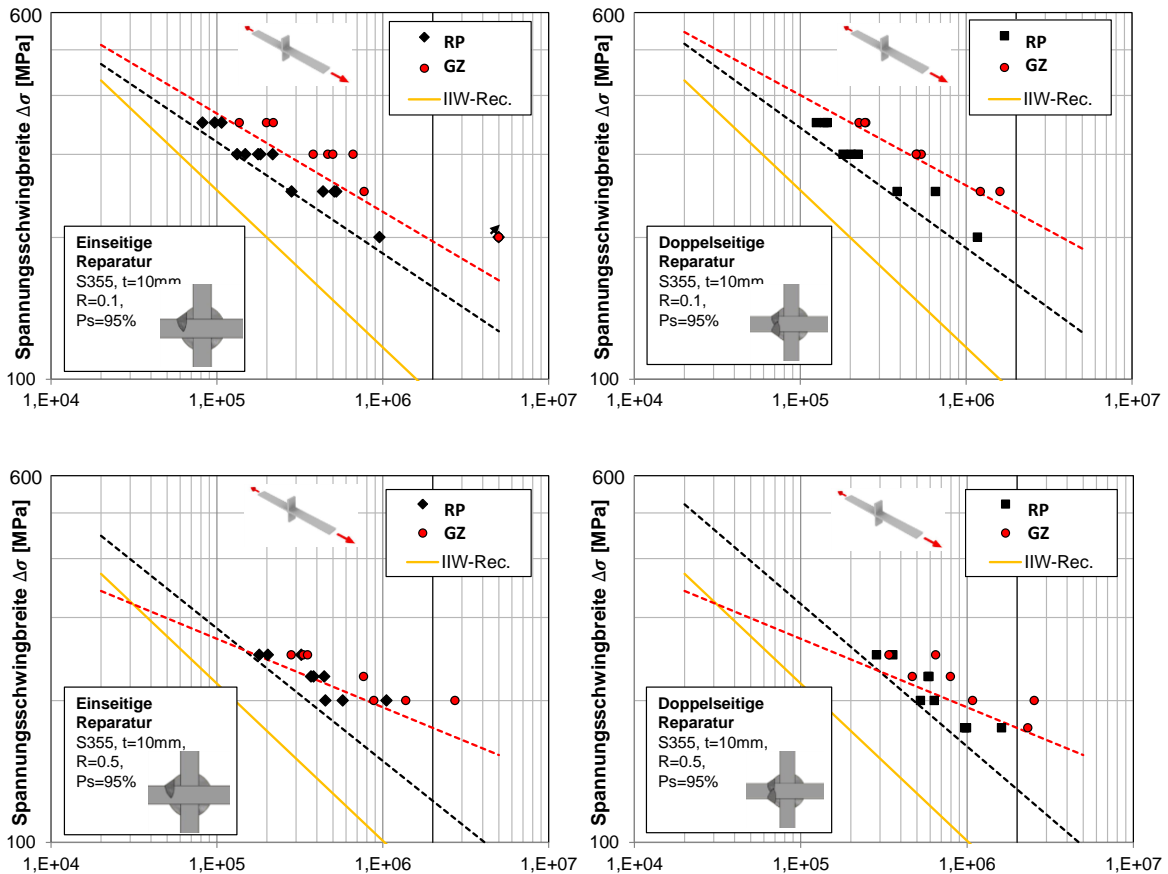 600
Spannungsschwingbreite Δσ [MPa]
100
RP
GZ
IIW-Rec.
Einseitige
Reparatur
S355, t=10mm
R=0.1,
Ps=95%
1,E+04 1,E+05 1,E+06 1,E+07
600
Spannungsschwingbreite Δσ [MPa]
100
RP
GZ
IIW-Rec.
Doppelseitige
Reparatur
S355, t=10mm
R=0.1,
Ps=95%
1,E+04 1,E+05 1,E+06 1,E+07
600
Spannungsschwingbreite Δσ [MPa]
100
RP
GZ
IIW-Rec.
Einseitige
Reparatur
S355, t=10mm,
R=0.5,
Ps=95%
1,E+04 1,E+05 1,E+06 1,E+07
600
Spannungsschwingbreite Δσ [MPa]
100
RP
GZ
IIW-Rec.
Doppelseitige
Reparatur
S355, t=10mm,
R=0.5,
Ps=95%
1,E+04 1,E+05 1,E+06 1,E+07